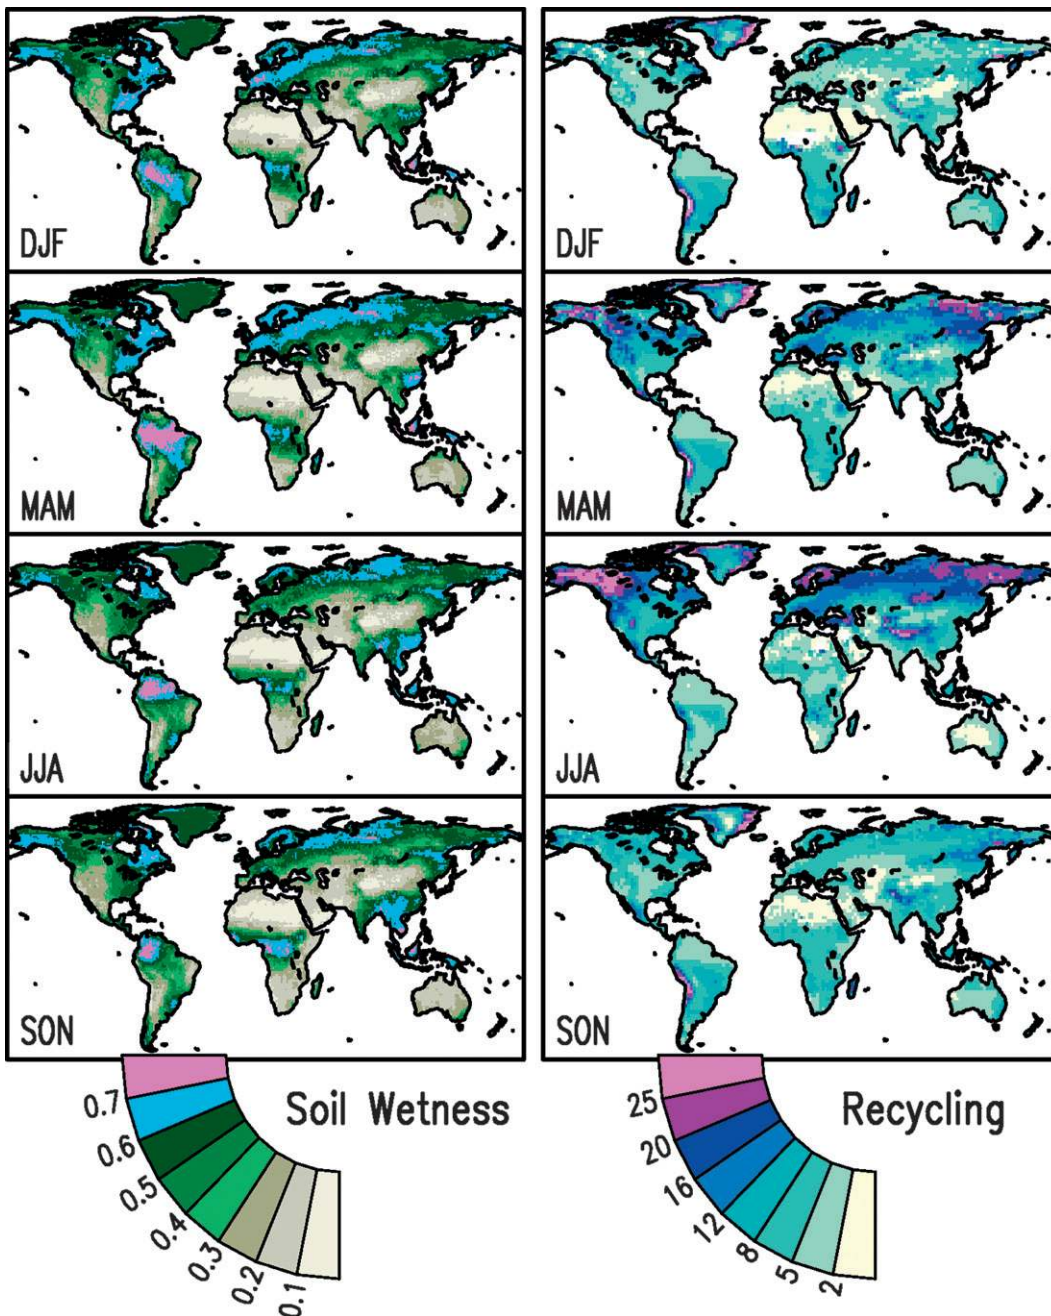 DJF
DJF
MAM
MAM
JJA
JJA
SON
SON
Soil Wetness
0.7
0.6
0.5
0.4
0.3
0.2
0.1
Recycling
25
20
16
12
8
5
2